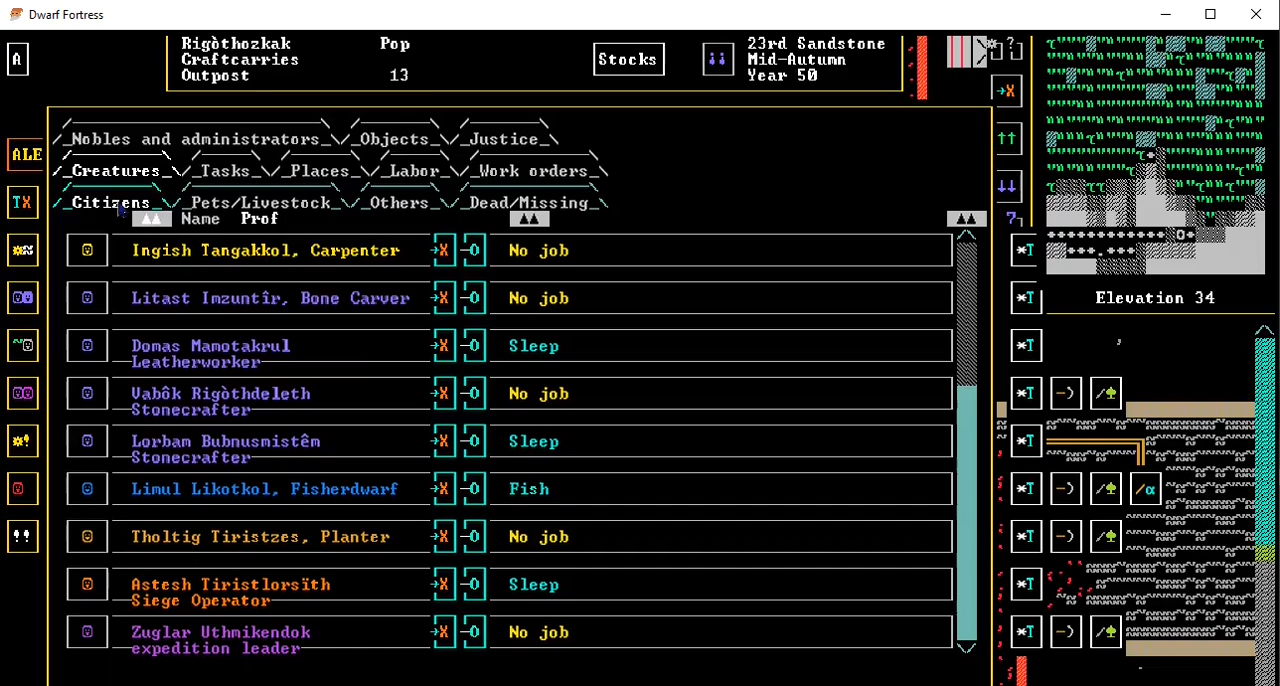 Dwarf Fortress
A
Rigòthozkak
Craftcarries
Outpost
Pop
13
Stocks
23rd Sandstone
Mid-Autumn
Year 50
Nobles and administrators
Objects
Justice
Creatures
Tasks
Places
Labor
Work orders
Citizens
Pets/Livestock
Others
Dead/Missing
Name Prof
ALE
TX
Ingish Tangakkol, Carpenter
No job
Litast Imzuntîr, Bone Carver
No job
Domas Mamotakrul
Leatherworker
Sleep
Vabôk Rigòthdeleth
Stonecrafter
No job
Lorbam Bubnusmistêm
Stonecrafter
Sleep
Limul Likotkol, Fisherdwarf
Fish
Tholtig Tiristzes, Planter
No job
Astesh Tiristlorsïth
Siege Operator
Sleep
Zuglar Uthmikendok
expedition leader
No job
Elevation 34